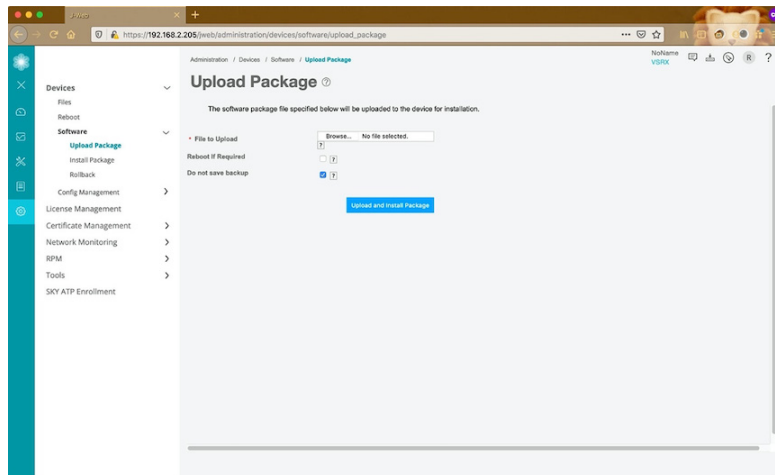 J-Web
https://192.168.2.205/jweb/administration/devices/software/upload_package
Administration / Devices / Software / Upload Package
NoName
VSRX
R
?
Upload Package ?
Devices
Files
Reboot
Software
Upload Package
Install Package
Rollback
Config Management
License Management
Certificate Management
Network Monitoring
RPM
Tools
SKY ATP Enrollment
The software package file specified below will be uploaded to the device for installation.
* File to Upload
Browse... No file selected.
?
Reboot If Required ?
Do not save backup ?
Upload and Install Package